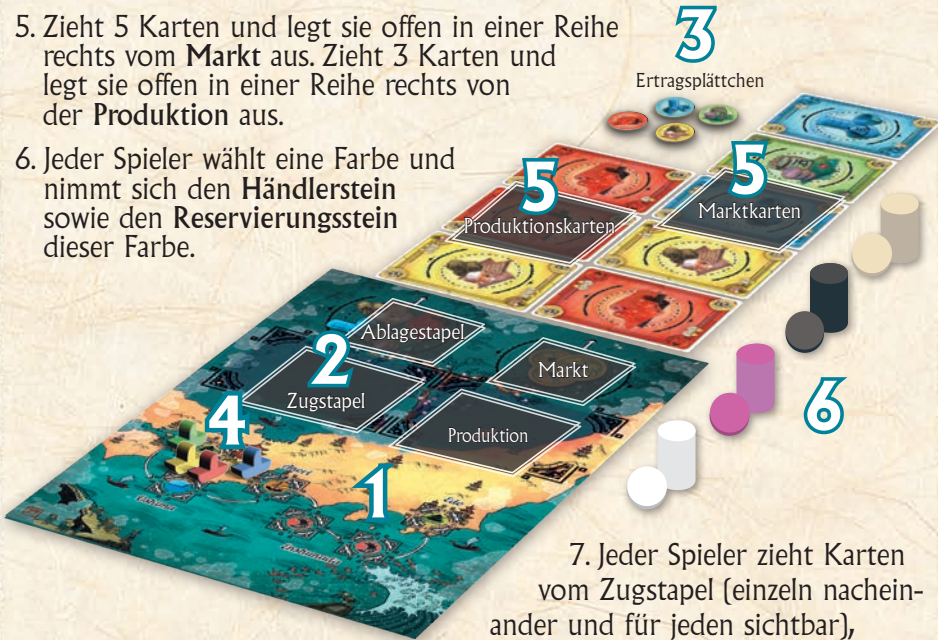 5. Zieht 5 Karten und legt sie offen in einer Reihe
rechts vom Markt aus. Zieht 3 Karten und
legt sie offen in einer Reihe rechts von
der Produktion aus.
6. Jeder Spieler wählt eine Farbe und
nimmt sich den Händlerstein
sowie den Reservierungsstein
dieser Farbe.
3
Ertragsplättchen
5
Produktionskarten
5
Marktkarten
Ablagestapel
2
Zugstapel
Markt
Produktion
4
1
6
7. Jeder Spieler zieht Karten
vom Zugstapel (einzeln nachein-
ander und für jeden sichtbar),